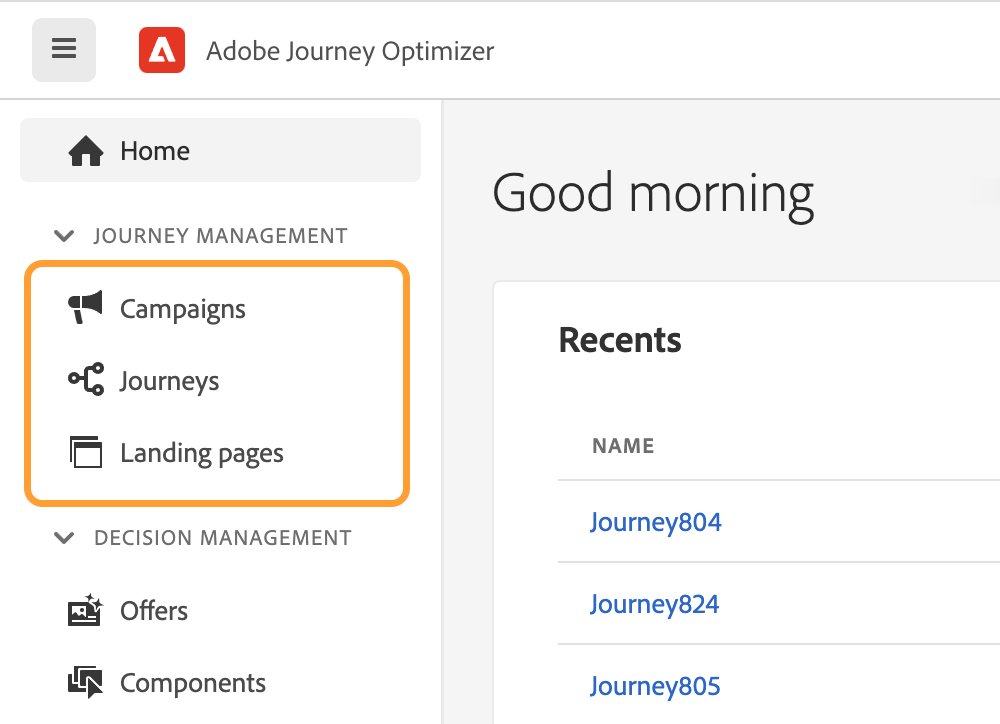 Adobe Journey Optimizer
Home
JOURNEY MANAGEMENT
Campaigns
Journeys
Landing pages
DECISION MANAGEMENT
Offers
Components
Good morning
Recents
NAME
Journey804
Journey824
Journey805